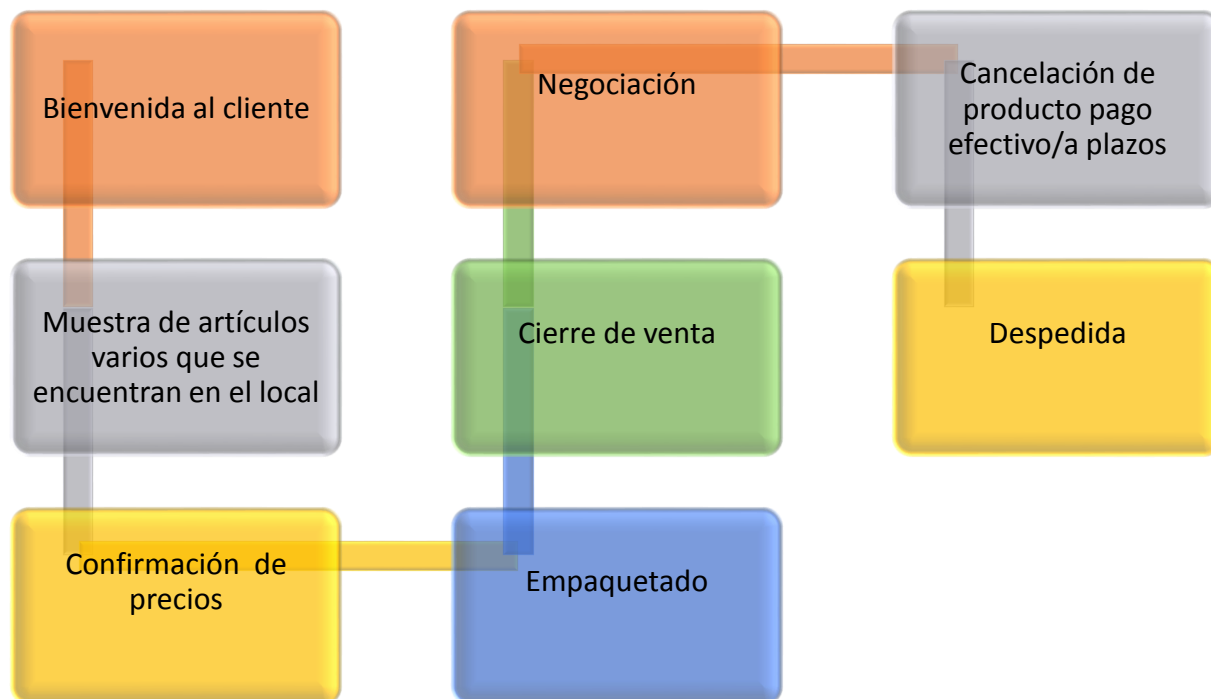 Bienvenida al cliente
Muestra de artículos
varios que se
encuentran en el local
Confirmación de
precios
Empaquetado
Cierre de venta
Negociación
Cancelación de
producto pago
efectivo/a plazos
Despedida